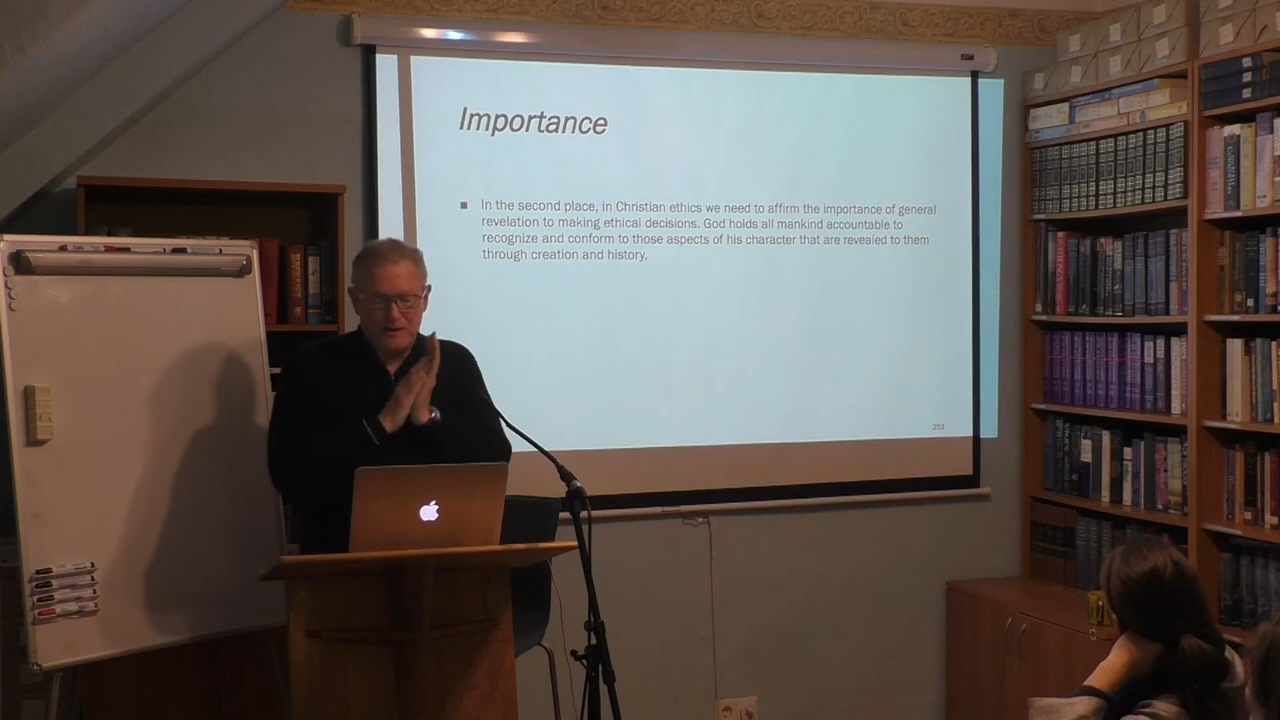 Importance
In the second place, in Christian ethics we need to affirm the importance of general
revelation to making ethical decisions. God holds all mankind accountable to
recognize and conform to those aspects of his character that are revealed to them
through creation and history.
253